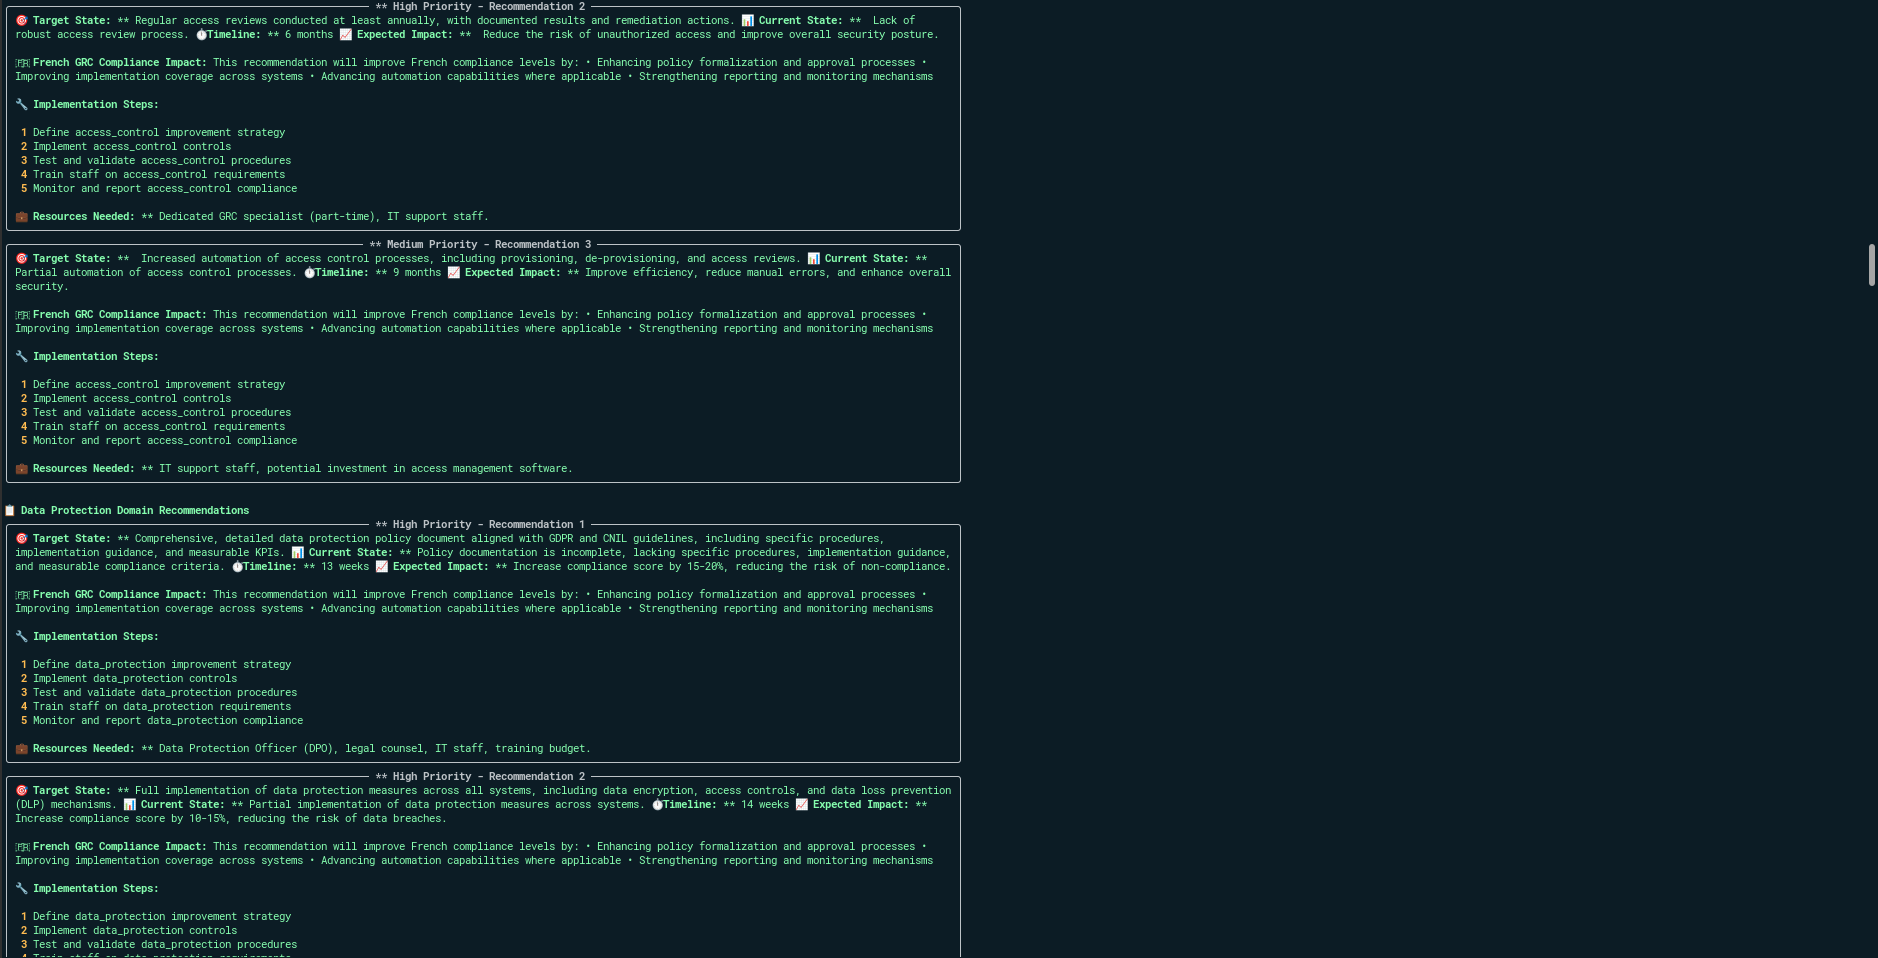 ** High Priority - Recommendation 2
🎯 Target State: ** Regular access reviews conducted at least annually, with documented results and remediation actions. 📊 Current State: **  Lack of
robust access review process. ⏱️Timeline: ** 6 months 📈 Expected Impact: **  Reduce the risk of unauthorized access and improve overall security posture.
🇫🇷 French GRC Compliance Impact: This recommendation will improve French compliance levels by: • Enhancing policy formalization and approval processes •
Improving implementation coverage across systems • Advancing automation capabilities where applicable • Strengthening reporting and monitoring mechanisms
🔧 Implementation Steps:
1 Define access_control improvement strategy
2 Implement access_control controls
3 Test and validate access_control procedures
4 Train staff on access_control requirements
5 Monitor and report access_control compliance
💼 Resources Needed: ** Dedicated GRC specialist (part-time), IT support staff.
** Medium Priority - Recommendation 3
🎯 Target State: **  Increased automation of access control processes, including provisioning, de-provisioning, and access reviews. 📊 Current State: **
Partial automation of access control processes. ⏱️Timeline: ** 9 months 📈 Expected Impact: ** Improve efficiency, reduce manual errors, and enhance overall
security.
🇫🇷 French GRC Compliance Impact: This recommendation will improve French compliance levels by: • Enhancing policy formalization and approval processes •
Improving implementation coverage across systems • Advancing automation capabilities where applicable • Strengthening reporting and monitoring mechanisms
🔧 Implementation Steps:
1 Define access_control improvement strategy
2 Implement access_control controls
3 Test and validate access_control procedures
4 Train staff on access_control requirements
5 Monitor and report access_control compliance
💼 Resources Needed: ** IT support staff, potential investment in access management software.
📋 Data Protection Domain Recommendations
** High Priority - Recommendation 1
🎯 Target State: ** Comprehensive, detailed data protection policy document aligned with GDPR and CNIL guidelines, including specific procedures,
implementation guidance, and measurable KPIs. 📊 Current State: ** Policy documentation is incomplete, lacking specific procedures, implementation guidance,
and measurable compliance criteria. ⏱️Timeline: ** 13 weeks 📈 Expected Impact: ** Increase compliance score by 15-20%, reducing the risk of non-compliance.
🇫🇷 French GRC Compliance Impact: This recommendation will improve French compliance levels by: • Enhancing policy formalization and approval processes •
Improving implementation coverage across systems • Advancing automation capabilities where applicable • Strengthening reporting and monitoring mechanisms
🔧 Implementation Steps:
1 Define data_protection improvement strategy
2 Implement data_protection controls
3 Test and validate data_protection procedures
4 Train staff on data_protection requirements
5 Monitor and report data_protection compliance
💼 Resources Needed: ** Data Protection Officer (DPO), legal counsel, IT staff, training budget.
** High Priority - Recommendation 2
🎯 Target State: ** Full implementation of data protection measures across all systems, including data encryption, access controls, and data loss prevention
(DLP) mechanisms. 📊 Current State: ** Partial implementation of data protection measures across systems. ⏱️Timeline: ** 14 weeks 📈 Expected Impact: **
Increase compliance score by 10-15%, reducing the risk of data breaches.
🇫🇷 French GRC Compliance Impact: This recommendation will improve French compliance levels by: • Enhancing policy formalization and approval processes •
Improving implementation coverage across systems • Advancing automation capabilities where applicable • Strengthening reporting and monitoring mechanisms
🔧 Implementation Steps:
1 Define data_protection improvement strategy
2 Implement data_protection controls
3 Test and validate data_protection procedures